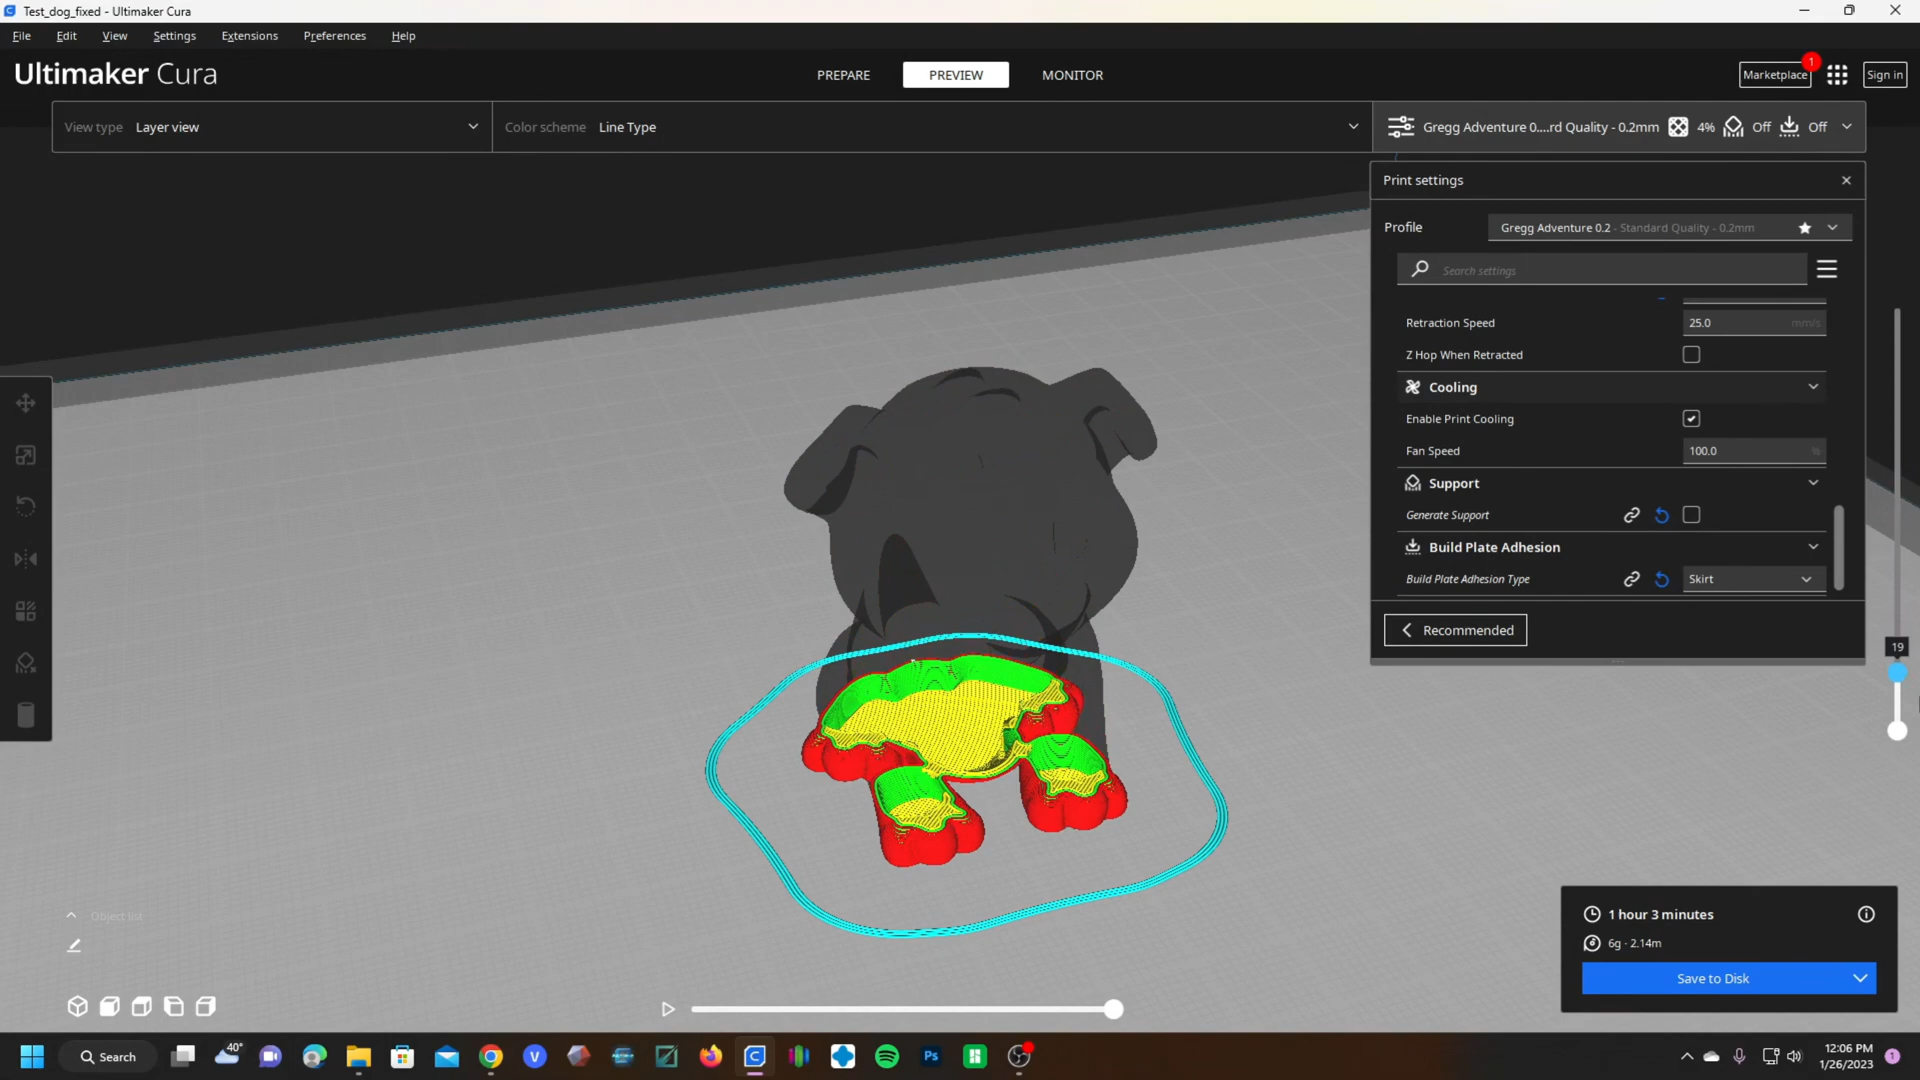 Test_dog_fixed - Ultimaker Cura
File Edit View Settings Extensions Preferences Help
Ultimaker Cura
PREPARE PREVIEW MONITOR
1
Marketplace
Sign in
View type Layer view
Color scheme Line Type
Gregg Adventure 0....rd Quality - 0.2mm 4% Off Off
Print settings
Profile
Gregg Adventure 0.2 - Standard Quality - 0.2mm
Search settings
Retraction Speed 25.0 mm/s
Z Hop When Retracted
Cooling
Enable Print Cooling
Fan Speed 100.0 %
Support
Generate Support
Build Plate Adhesion
Build Plate Adhesion Type Skirt
Recommended
19
Object list
1 hour 3 minutes
6g · 2.14m
Save to Disk
Search
40°
Ps
12:06 PM
1/26/2023
1